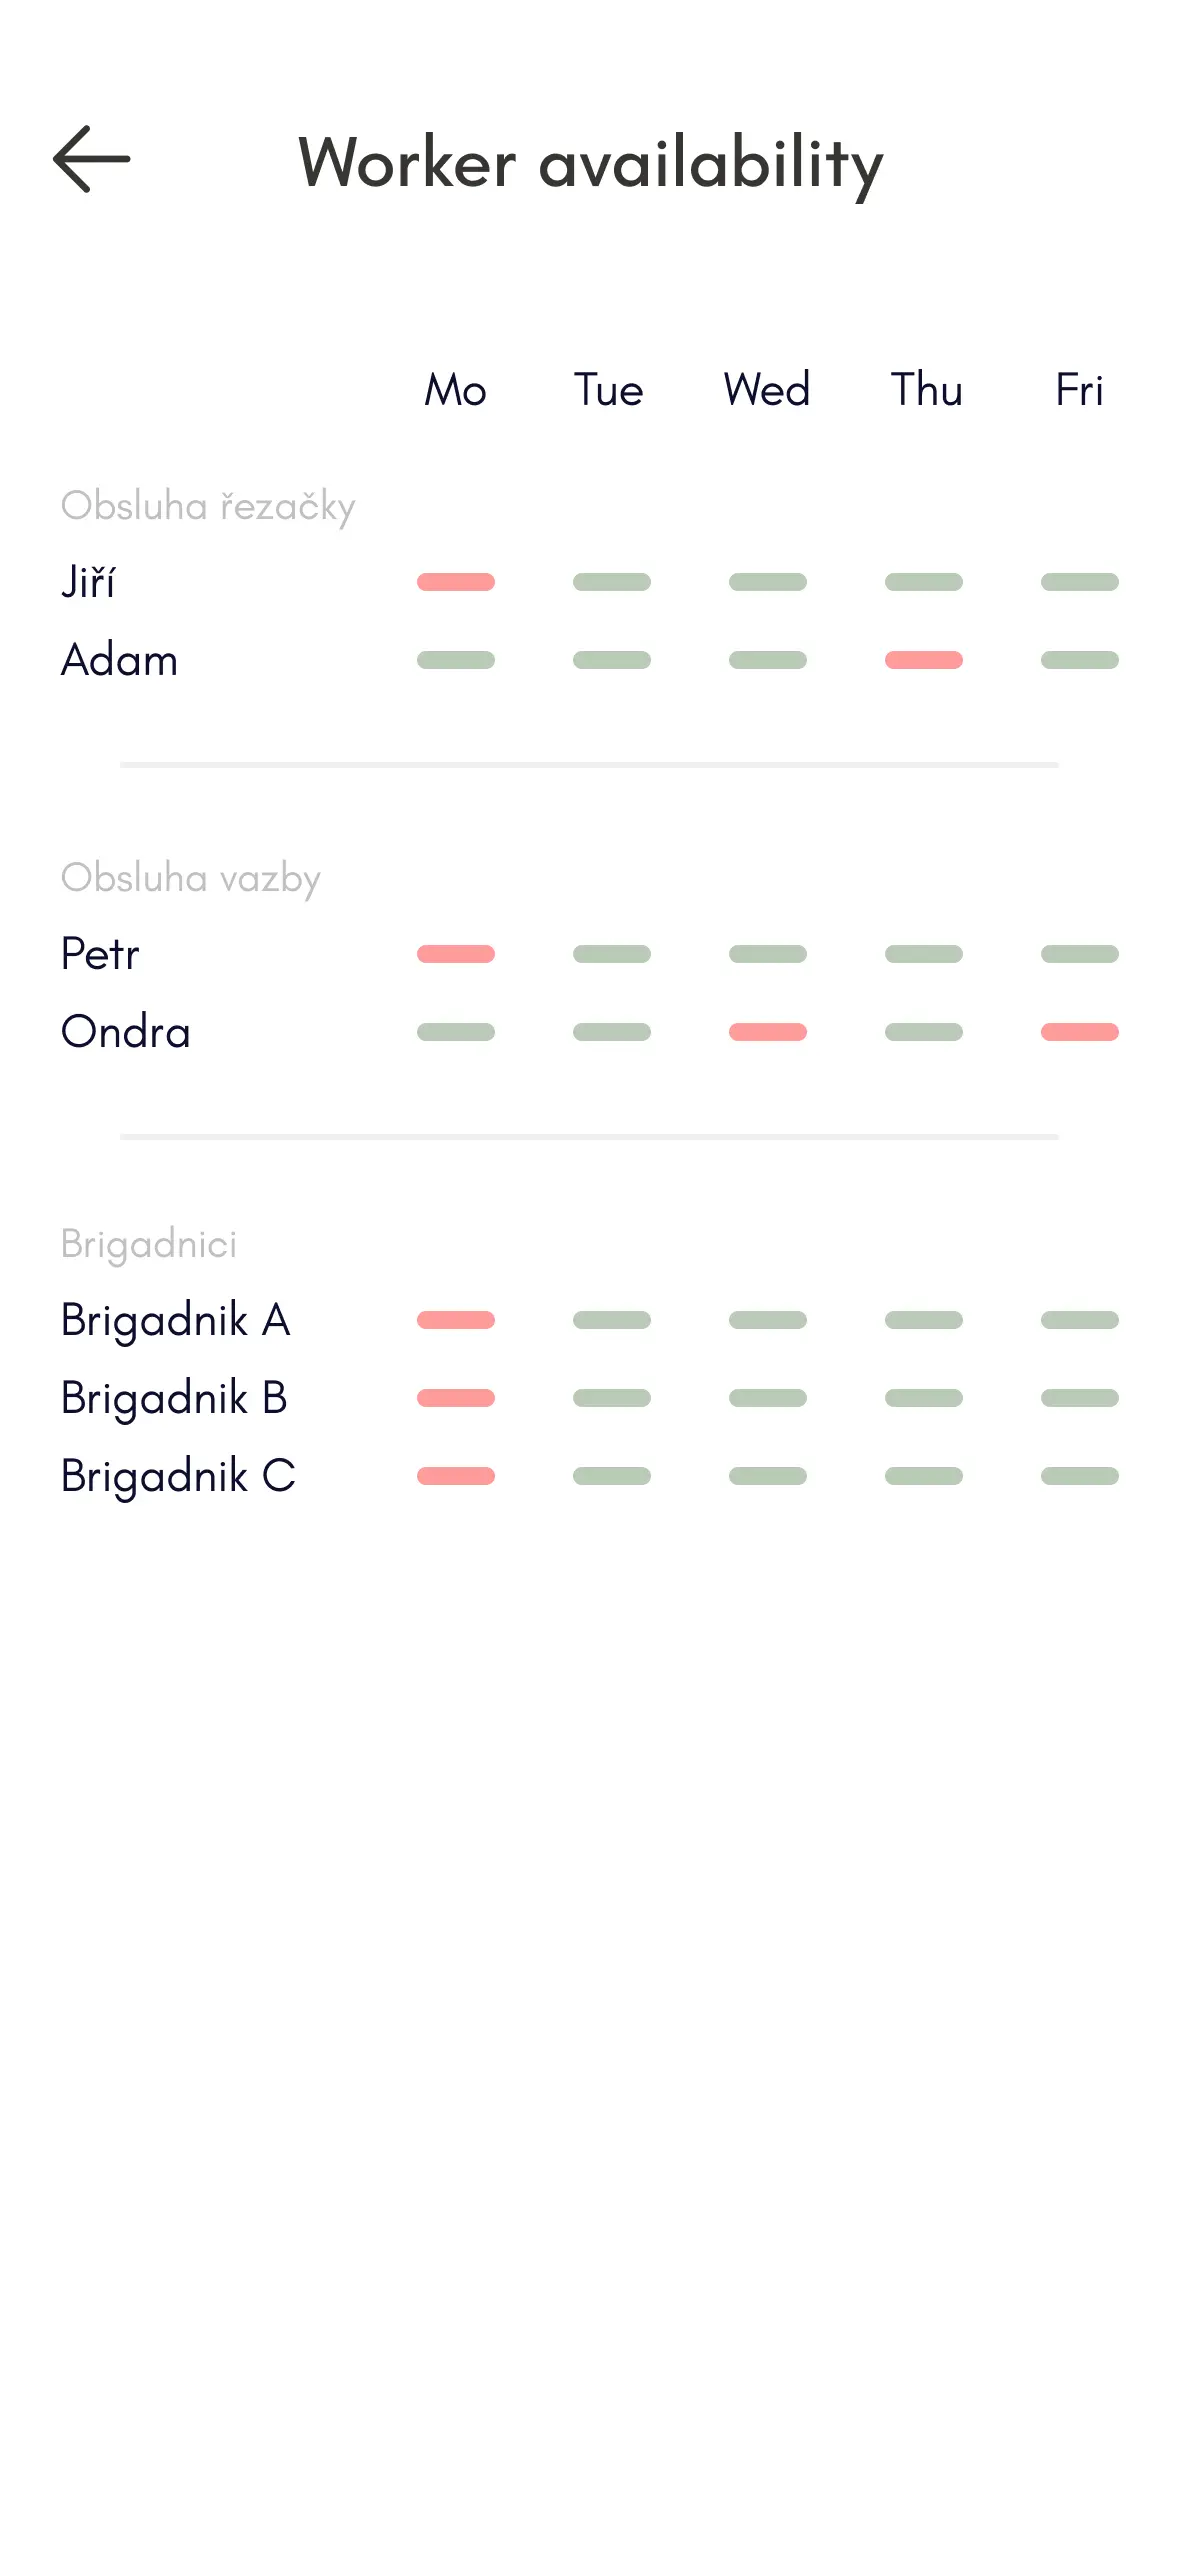 Worker availability
Mo Tue Wed Thu Fri
Obsluha řezačky
Jiří
Adam
Obsluha vazby
Petr
Ondra
Brigadnici
Brigadnik A
Brigadnik B
Brigadnik C